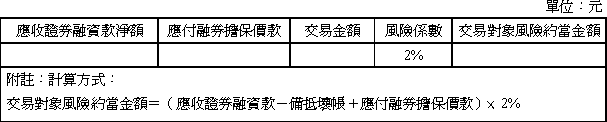 單位：元
應收證券融資款淨額 應付融券擔保價款 交易金額 風險係數 交易對象風險約當金額
2%
附註：計算方式：
交易對象風險約當金額＝（應收證券融資款－備抵壞帳＋應付融券擔保價款）× 2%